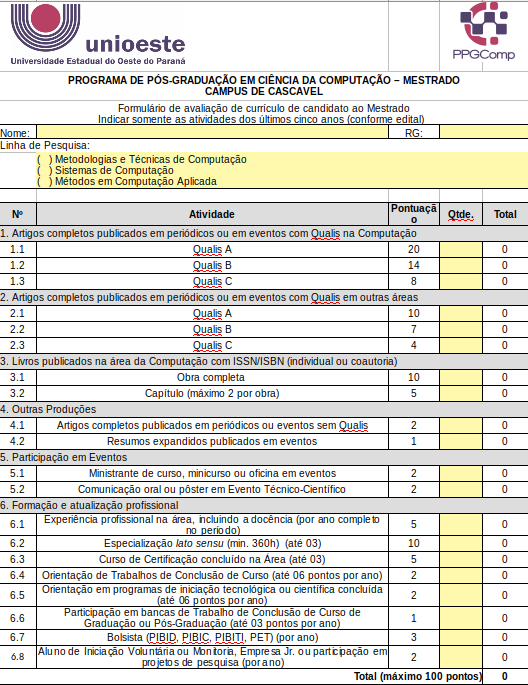 unioeste
Universidade Estadual do Oeste do Paraná
PPGComp
PROGRAMA DE PÓS-GRADUAÇÃO EM CIÊNCIA DA COMPUTAÇÃO – MESTRADO
CAMPUS DE CASCAVEL
Formulário de avaliação de currículo de candidato ao Mestrado
Indicar somente as atividades dos últimos cinco anos (conforme edital)
Nome: RG:
Linha de Pesquisa:
( ) Metodologias e Técnicas de Computação
( ) Sistemas de Computação
( ) Métodos em Computação Aplicada
Nº Atividade Pontuaçã
o Qtde. Total
1. Artigos completos publicados em periódicos ou em eventos com Qualis na Computação
1.1 Qualis A 20 0
1.2 Qualis B 14 0
1.3 Qualis C 8 0
2. Artigos completos publicados em periódicos ou em eventos com Qualis em outras áreas
2.1 Qualis A 10 0
2.2 Qualis B 7 0
2.3 Qualis C 4 0
3. Livros publicados na área da Computação com ISSN/ISBN (individual ou coautoria)
3.1 Obra completa 10 0
3.2 Capítulo (máximo 2 por obra) 5 0
4. Outras Produções
4.1 Artigos completos publicados em periódicos ou eventos sem Qualis 2 0
4.2 Resumos expandidos publicados em eventos 1 0
5. Participação em Eventos
5.1 Ministrante de curso, minicurso ou oficina em eventos 2 0
5.2 Comunicação oral ou pôster em Evento Técnico-Científico 2 0
6. Formação e atualização profissional
6.1 Experiência profissional na área, incluindo a docência (por ano completo
no período) 5 0
6.2 Especialização lato sensu (min. 360h) (até 03) 10 0
6.3 Curso de Certificação concluído na Área (até 03) 5 0
6.4 Orientação de Trabalhos de Conclusão de Curso (até 06 pontos por ano) 2 0
6.5 Orientação em programas de iniciação tecnológica ou científica concluída
(até 06 pontos por ano) 2 0
6.6 Participação em bancas de Trabalho de Conclusão de Curso de
Graduação ou Pós-Graduação (até 03 pontos por ano) 1 0
6.7 Bolsista (PIBID, PIBIC, PIBITI, PET) (por ano) 3 0
6.8 Aluno de Iniciação Voluntária ou Monitoria, Empresa Jr. ou participação em
projetos de pesquisa (por ano) 2 0
Total (máximo 100 pontos) 0